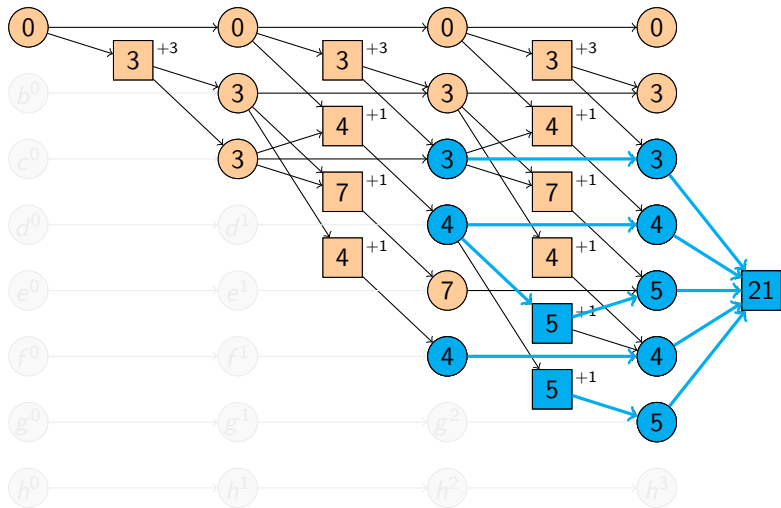 0 0 0 0
3 +3 3 +3 3 +3
b⁰ 3 3 3
4 +1 4 +1
c⁰ 3 3 3
7 +1 7 +1
d⁰ d¹ 4 4
4 +1 4 +1
e⁰ e¹ 7 5 21
5 +1
f⁰ f¹ 4 4
5 +1
g⁰ g¹ g² 5
h⁰ h¹ h² h³